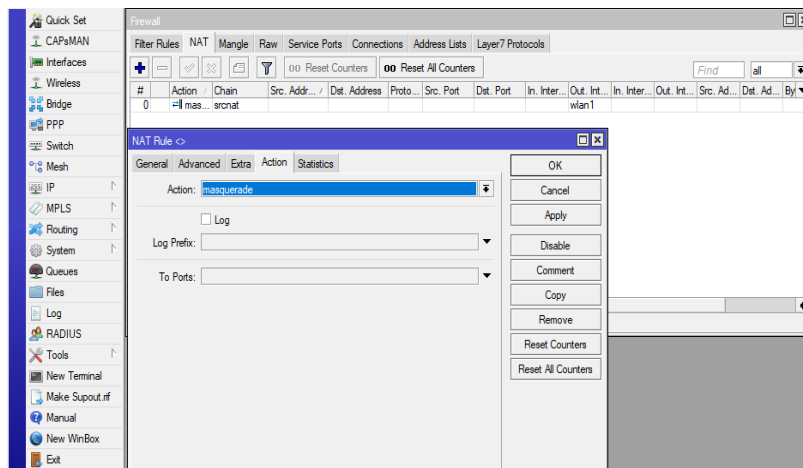 Quick Set
CAPsMAN
Interfaces
Wireless
Bridge
PPP
Switch
Mesh
IP
MPLS
Routing
System
Queues
Files
Log
RADIUS
Tools
New Terminal
Make Supout.rif
Manual
New WinBox
Exit
Firewall
Filter Rules NAT Mangle Raw Service Ports Connections Address Lists Layer7 Protocols
00 Reset Counters 00 Reset All Counters Find all
# Action Chain Src. Addr... Dst. Address Proto... Src. Port Dst. Port In. Inter... Out. Int... In. Inter... Out. Int... Src. Ad... Dst. Ad... By
0 mas... srcnat wlan1
NAT Rule <>
General Advanced Extra Action Statistics
Action: masquerade
Log
Log Prefix:
To Ports:
OK
Cancel
Apply
Disable
Comment
Copy
Remove
Reset Counters
Reset All Counters